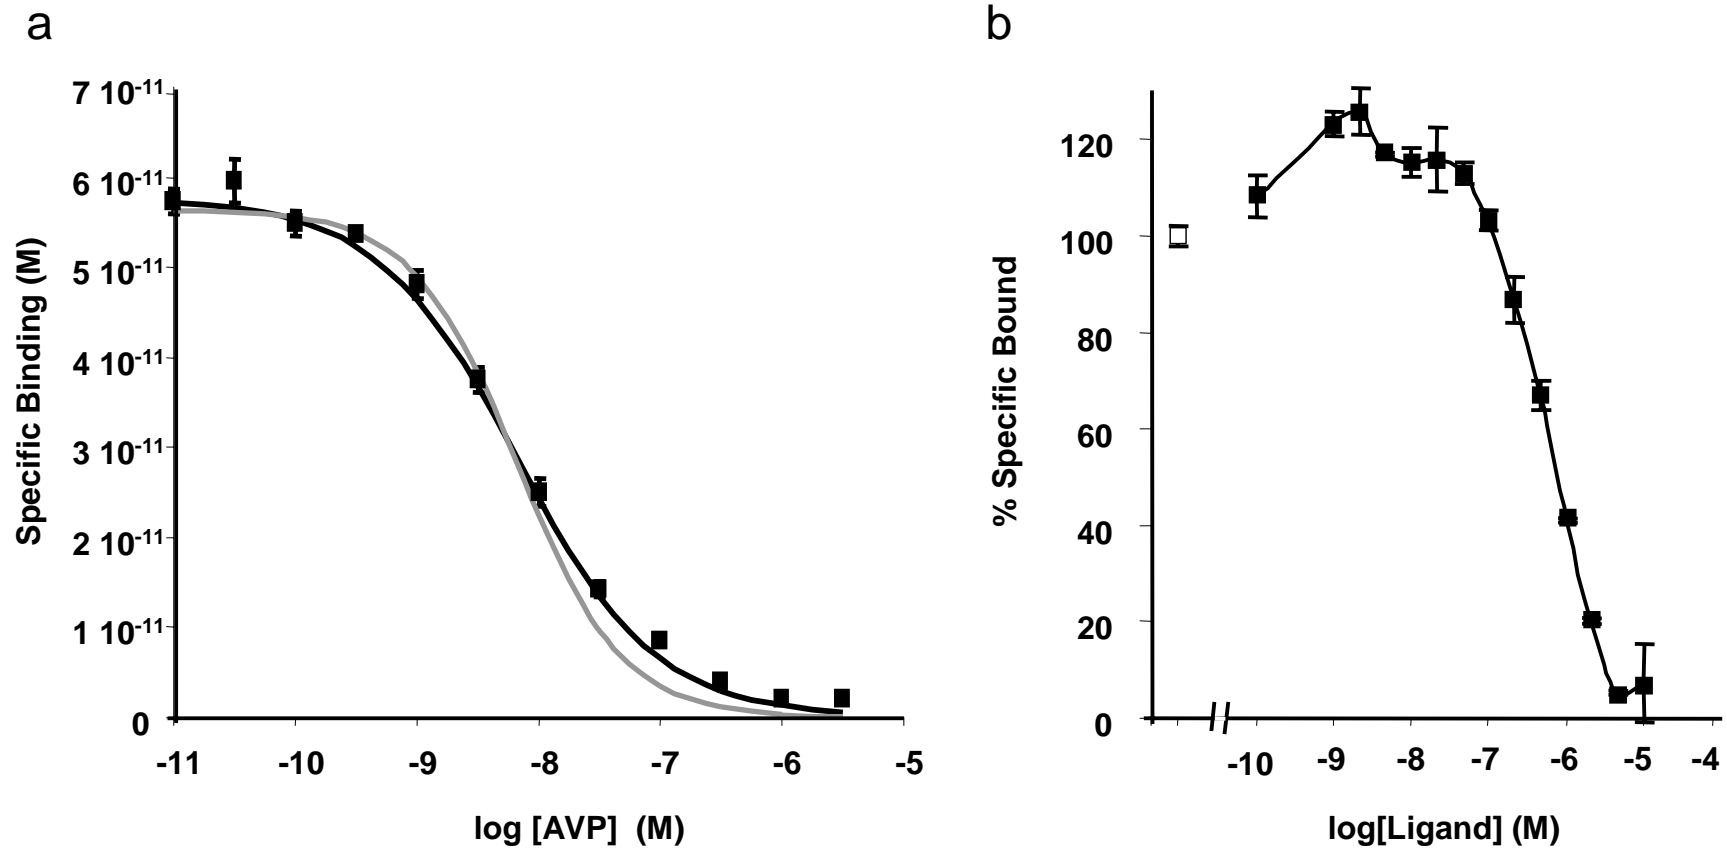 a
7 10-11
6 10-11
5 10-11
4 10-11
3 10-11
2 10-11
1 10-11
0
-11 -10 -9 -8 -7 -6 -5
Specific Binding (M)
log [AVP] (M)
b
120
100
80
60
40
20
0
-10 -9 -8 -7 -6 -5 -4
% Specific Bound
log[Ligand] (M)